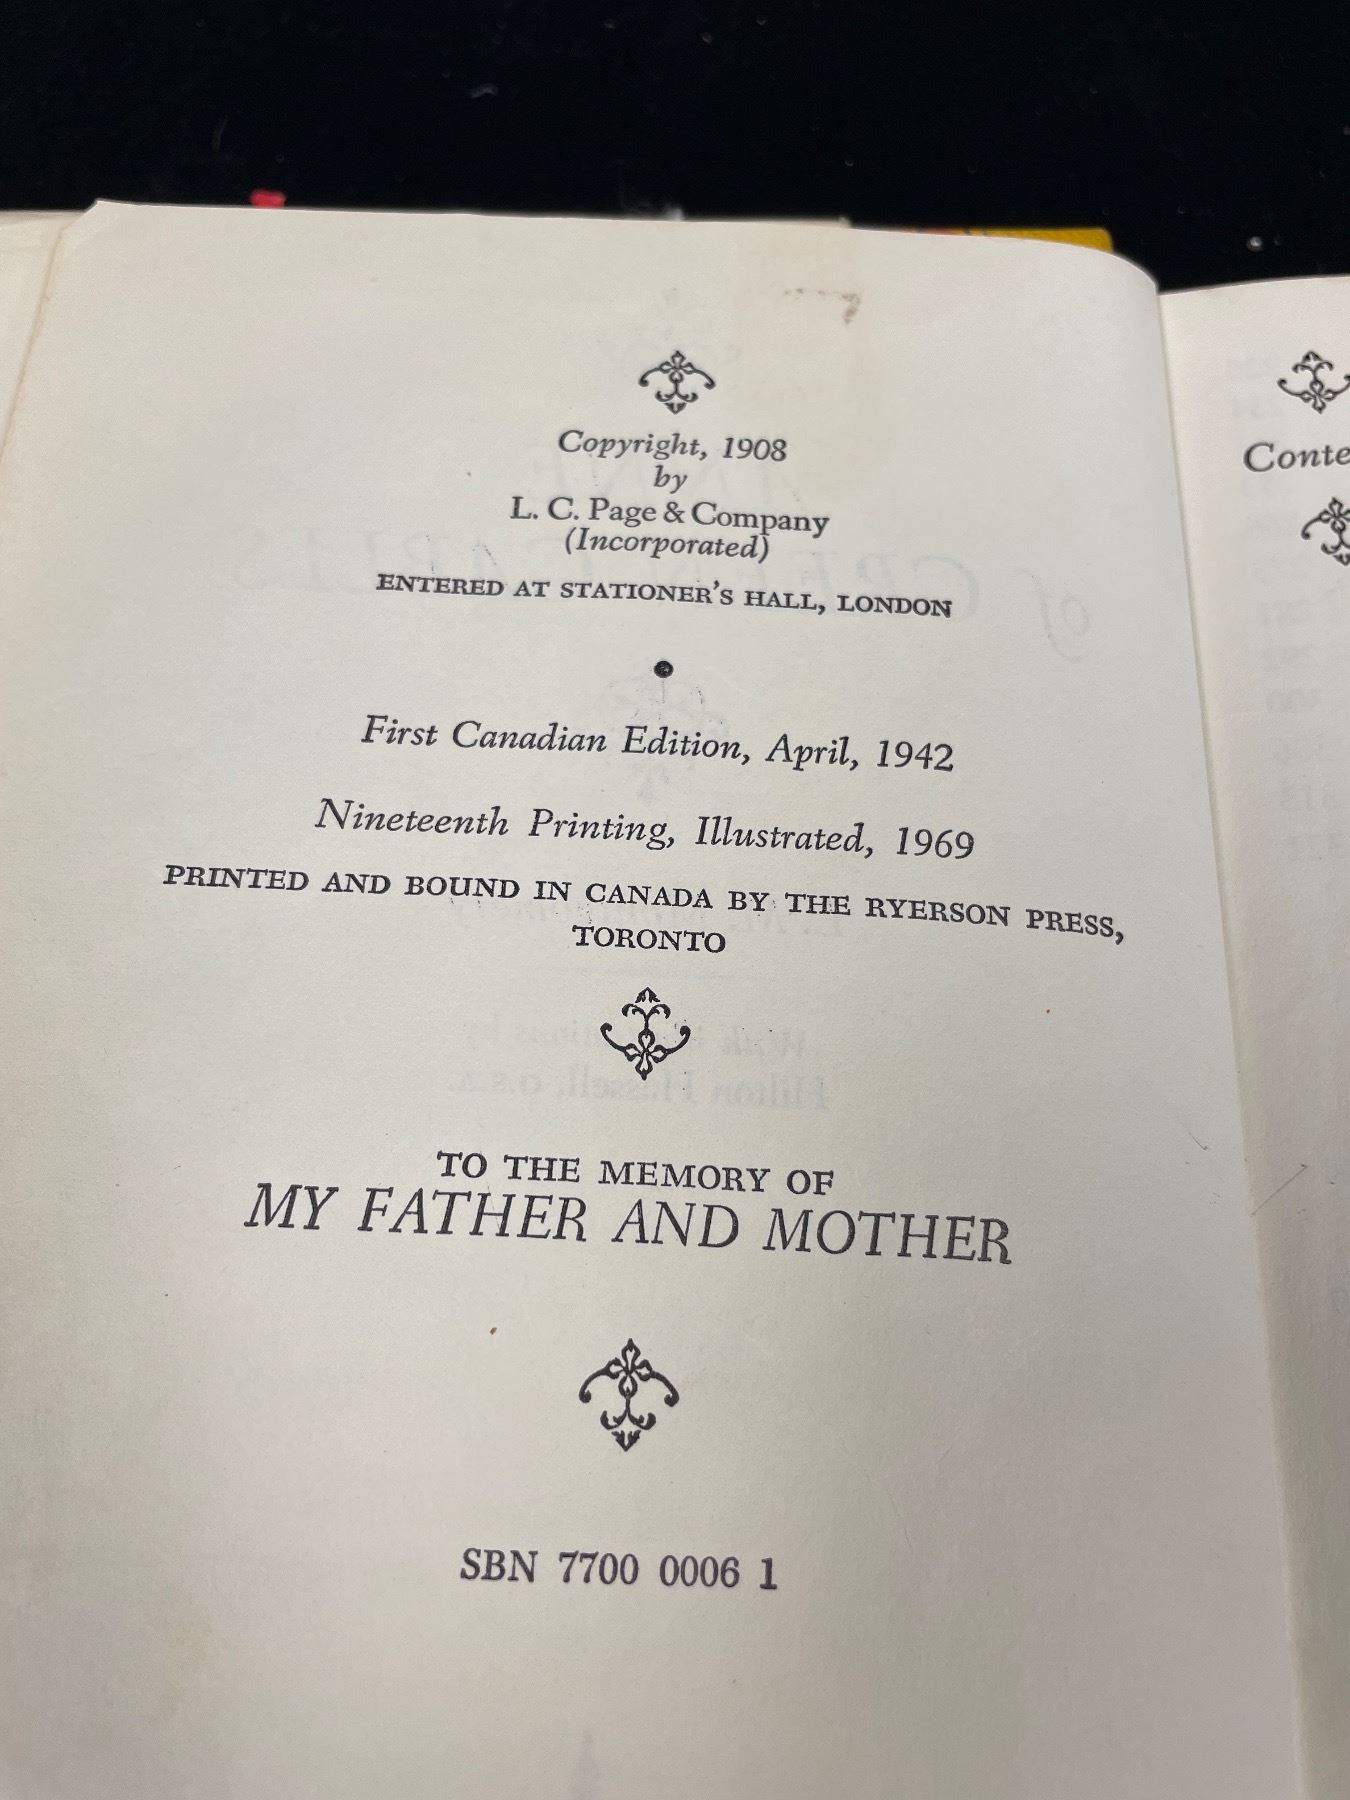 Copyright, 1908
by
L. C. Page & Company
(Incorporated)
ENTERED AT STATIONER'S HALL, LONDON
First Canadian Edition, April, 1942
Nineteenth Printing, Illustrated, 1969
PRINTED AND BOUND IN CANADA BY THE RYERSON PRESS,
TORONTO
TO THE MEMORY OF
MY FATHER AND MOTHER
SBN 7700 0006 1
Conte